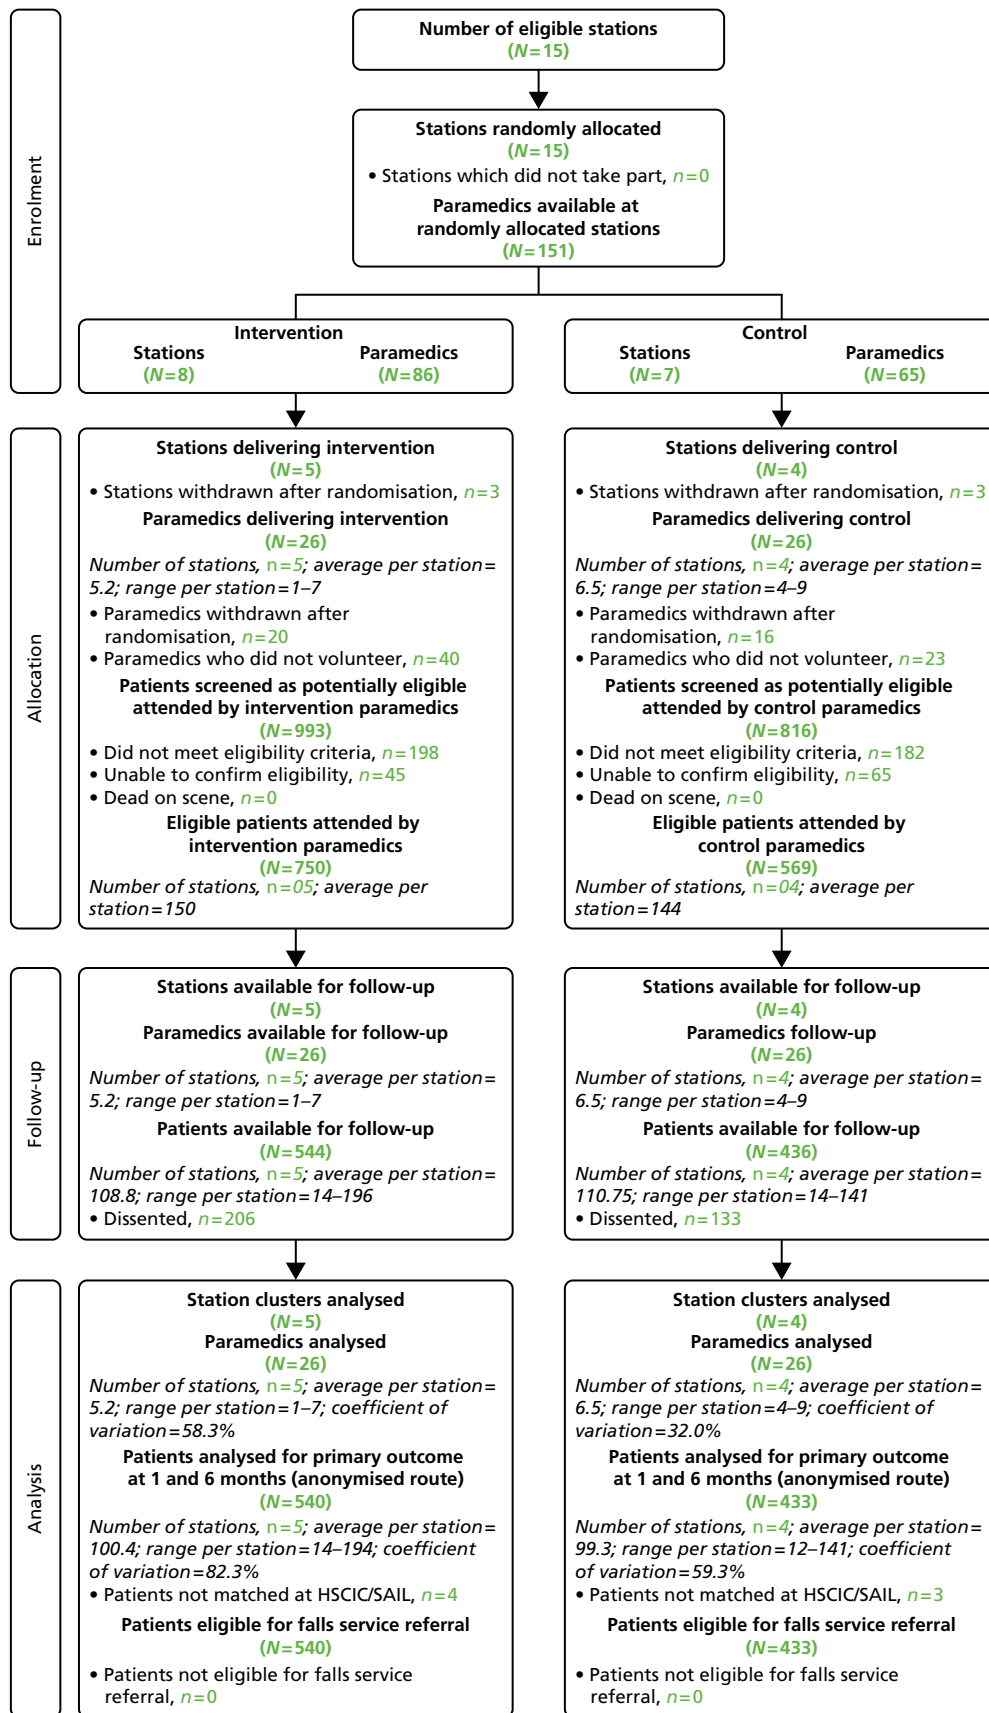 Enrolment
Number of eligible stations
(N=15)
Stations randomly allocated
(N=15)
• Stations which did not take part, n=0
Paramedics available at
randomly allocated stations
(N=151)
Intervention
Stations
(N=8)
Paramedics
(N=86)
Control
Stations
(N=7)
Paramedics
(N=65)
Allocation
Stations delivering intervention
(N=5)
• Stations withdrawn after randomisation, n=3
Paramedics delivering intervention
(N=26)
Number of stations, n=5; average per station=
5.2; range per station=1–7
• Paramedics withdrawn after
randomisation, n=20
• Paramedics who did not volunteer, n=40
Patients screened as potentially eligible
attended by intervention paramedics
(N=993)
• Did not meet eligibility criteria, n=198
• Unable to confirm eligibility, n=45
• Dead on scene, n=0
Eligible patients attended by
intervention paramedics
(N=750)
Number of stations, n=05; average per
station=150
Stations delivering control
(N=4)
• Stations withdrawn after randomisation, n=3
Paramedics delivering control
(N=26)
Number of stations, n=4; average per station=
6.5; range per station=4–9
• Paramedics withdrawn after
randomisation, n=16
• Paramedics who did not volunteer, n=23
Patients screened as potentially eligible
attended by control paramedics
(N=816)
• Did not meet eligibility criteria, n=182
• Unable to confirm eligibility, n=65
• Dead on scene, n=0
Eligible patients attended by
control paramedics
(N=569)
Number of stations, n=04; average per
station=144
Follow-up
Stations available for follow-up
(N=5)
Paramedics available for follow-up
(N=26)
Number of stations, n=5; average per station=
5.2; range per station=1–7
Patients available for follow-up
(N=544)
Number of stations, n=5; average per station=
108.8; range per station=14–196
• Dissented, n=206
Stations available for follow-up
(N=4)
Paramedics follow-up
(N=26)
Number of stations, n=4; average per station=
6.5; range per station=4–9
Patients available for follow-up
(N=436)
Number of stations, n=4; average per station=
110.75; range per station=14–141
• Dissented, n=133
Analysis
Station clusters analysed
(N=5)
Paramedics analysed
(N=26)
Number of stations, n=5; average per station=
5.2; range per station=1–7; coefficient of
variation=58.3%
Patients analysed for primary outcome
at 1 and 6 months (anonymised route)
(N=540)
Number of stations, n=5; average per station=
100.4; range per station=14–194; coefficient
of variation=82.3%
• Patients not matched at HSCIC/SAIL, n=4
Patients eligible for falls service referral
(N=540)
• Patients not eligible for falls service
referral, n=0
Station clusters analysed
(N=4)
Paramedics analysed
(N=26)
Number of stations, n=4; average per station=
6.5; range per station=4–9; coefficient of
variation=32.0%
Patients analysed for primary outcome
at 1 and 6 months (anonymised route)
(N=433)
Number of stations, n=4; average per station=
99.3; range per station=12–141; coefficient
of variation=59.3%
• Patients not matched at HSCIC/SAIL, n=3
Patients eligible for falls service referral
(N=433)
• Patients not eligible for falls service
referral, n=0